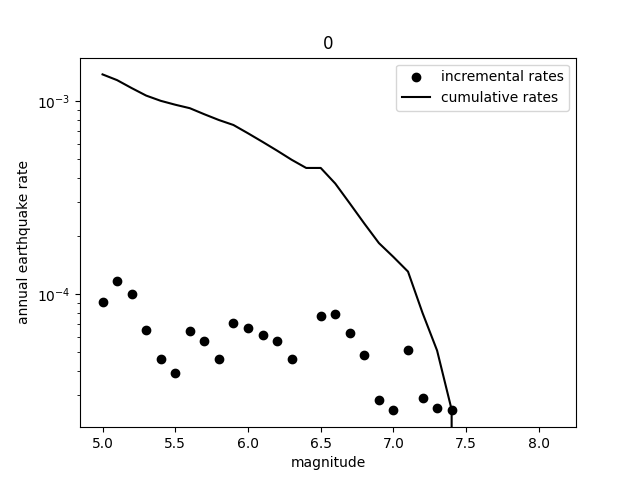 0
incremental rates
cumulative rates
annual earthquake rate
10⁻³
10⁻⁴
5.0 5.5 6.0 6.5 7.0 7.5 8.0
magnitude